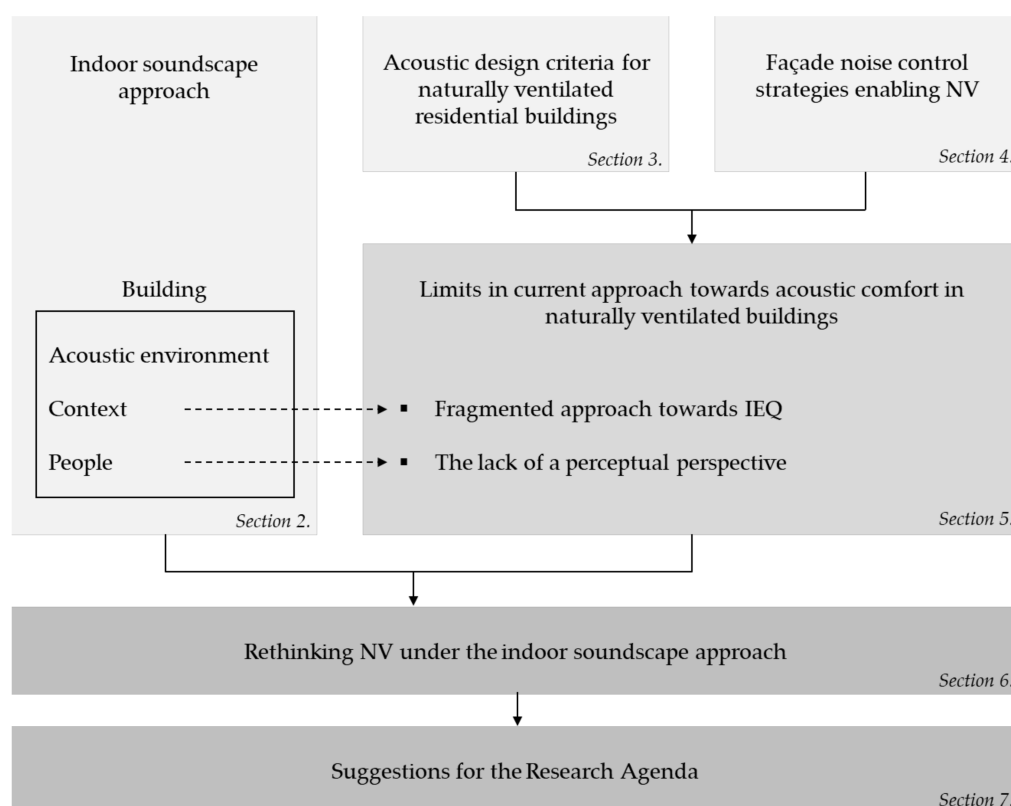 Indoor soundscape
approach
Building
Acoustic environment
Context
People
Section 2.
Acoustic design criteria for
naturally ventilated
residential buildings
Section 3.
Façade noise control
strategies enabling NV
Section 4.
Limits in current approach towards acoustic comfort in
naturally ventilated buildings
▪ Fragmented approach towards IEQ
▪ The lack of a perceptual perspective
Section 5.
Rethinking NV under the indoor soundscape approach
Section 6.
Suggestions for the Research Agenda
Section 7.